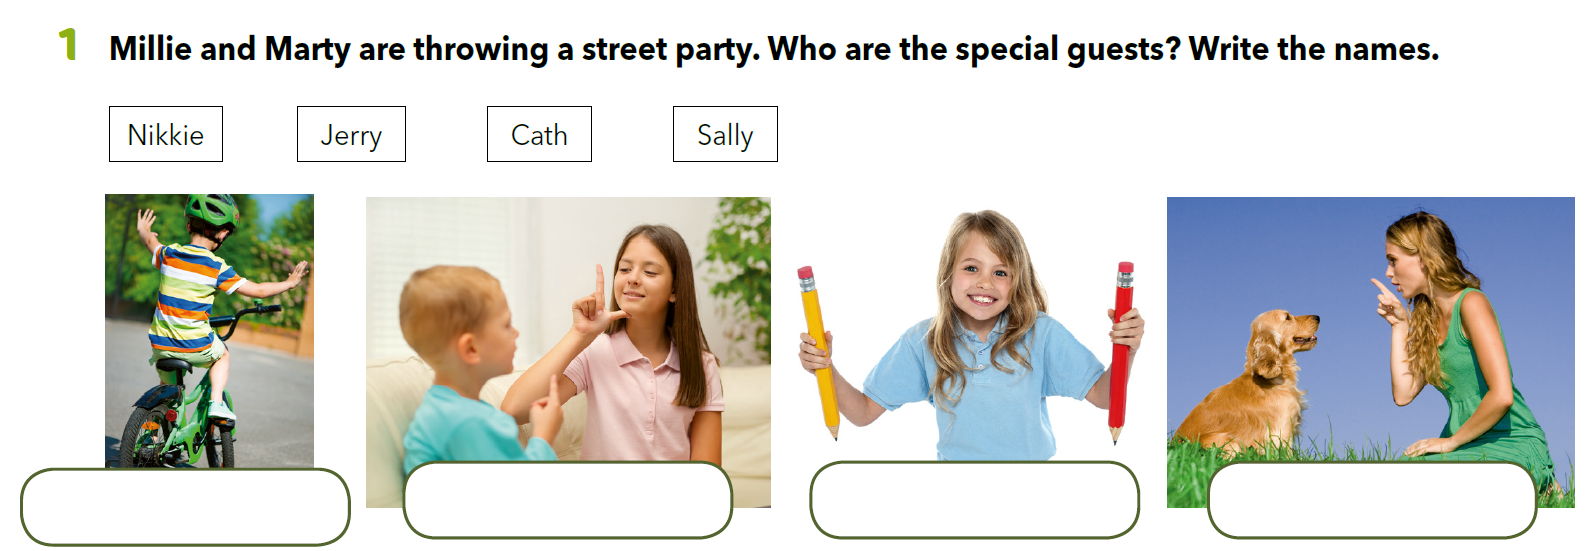 1 Millie and Marty are throwing a street party. Who are the special guests? Write the names.
Nikkie Jerry Cath Sally